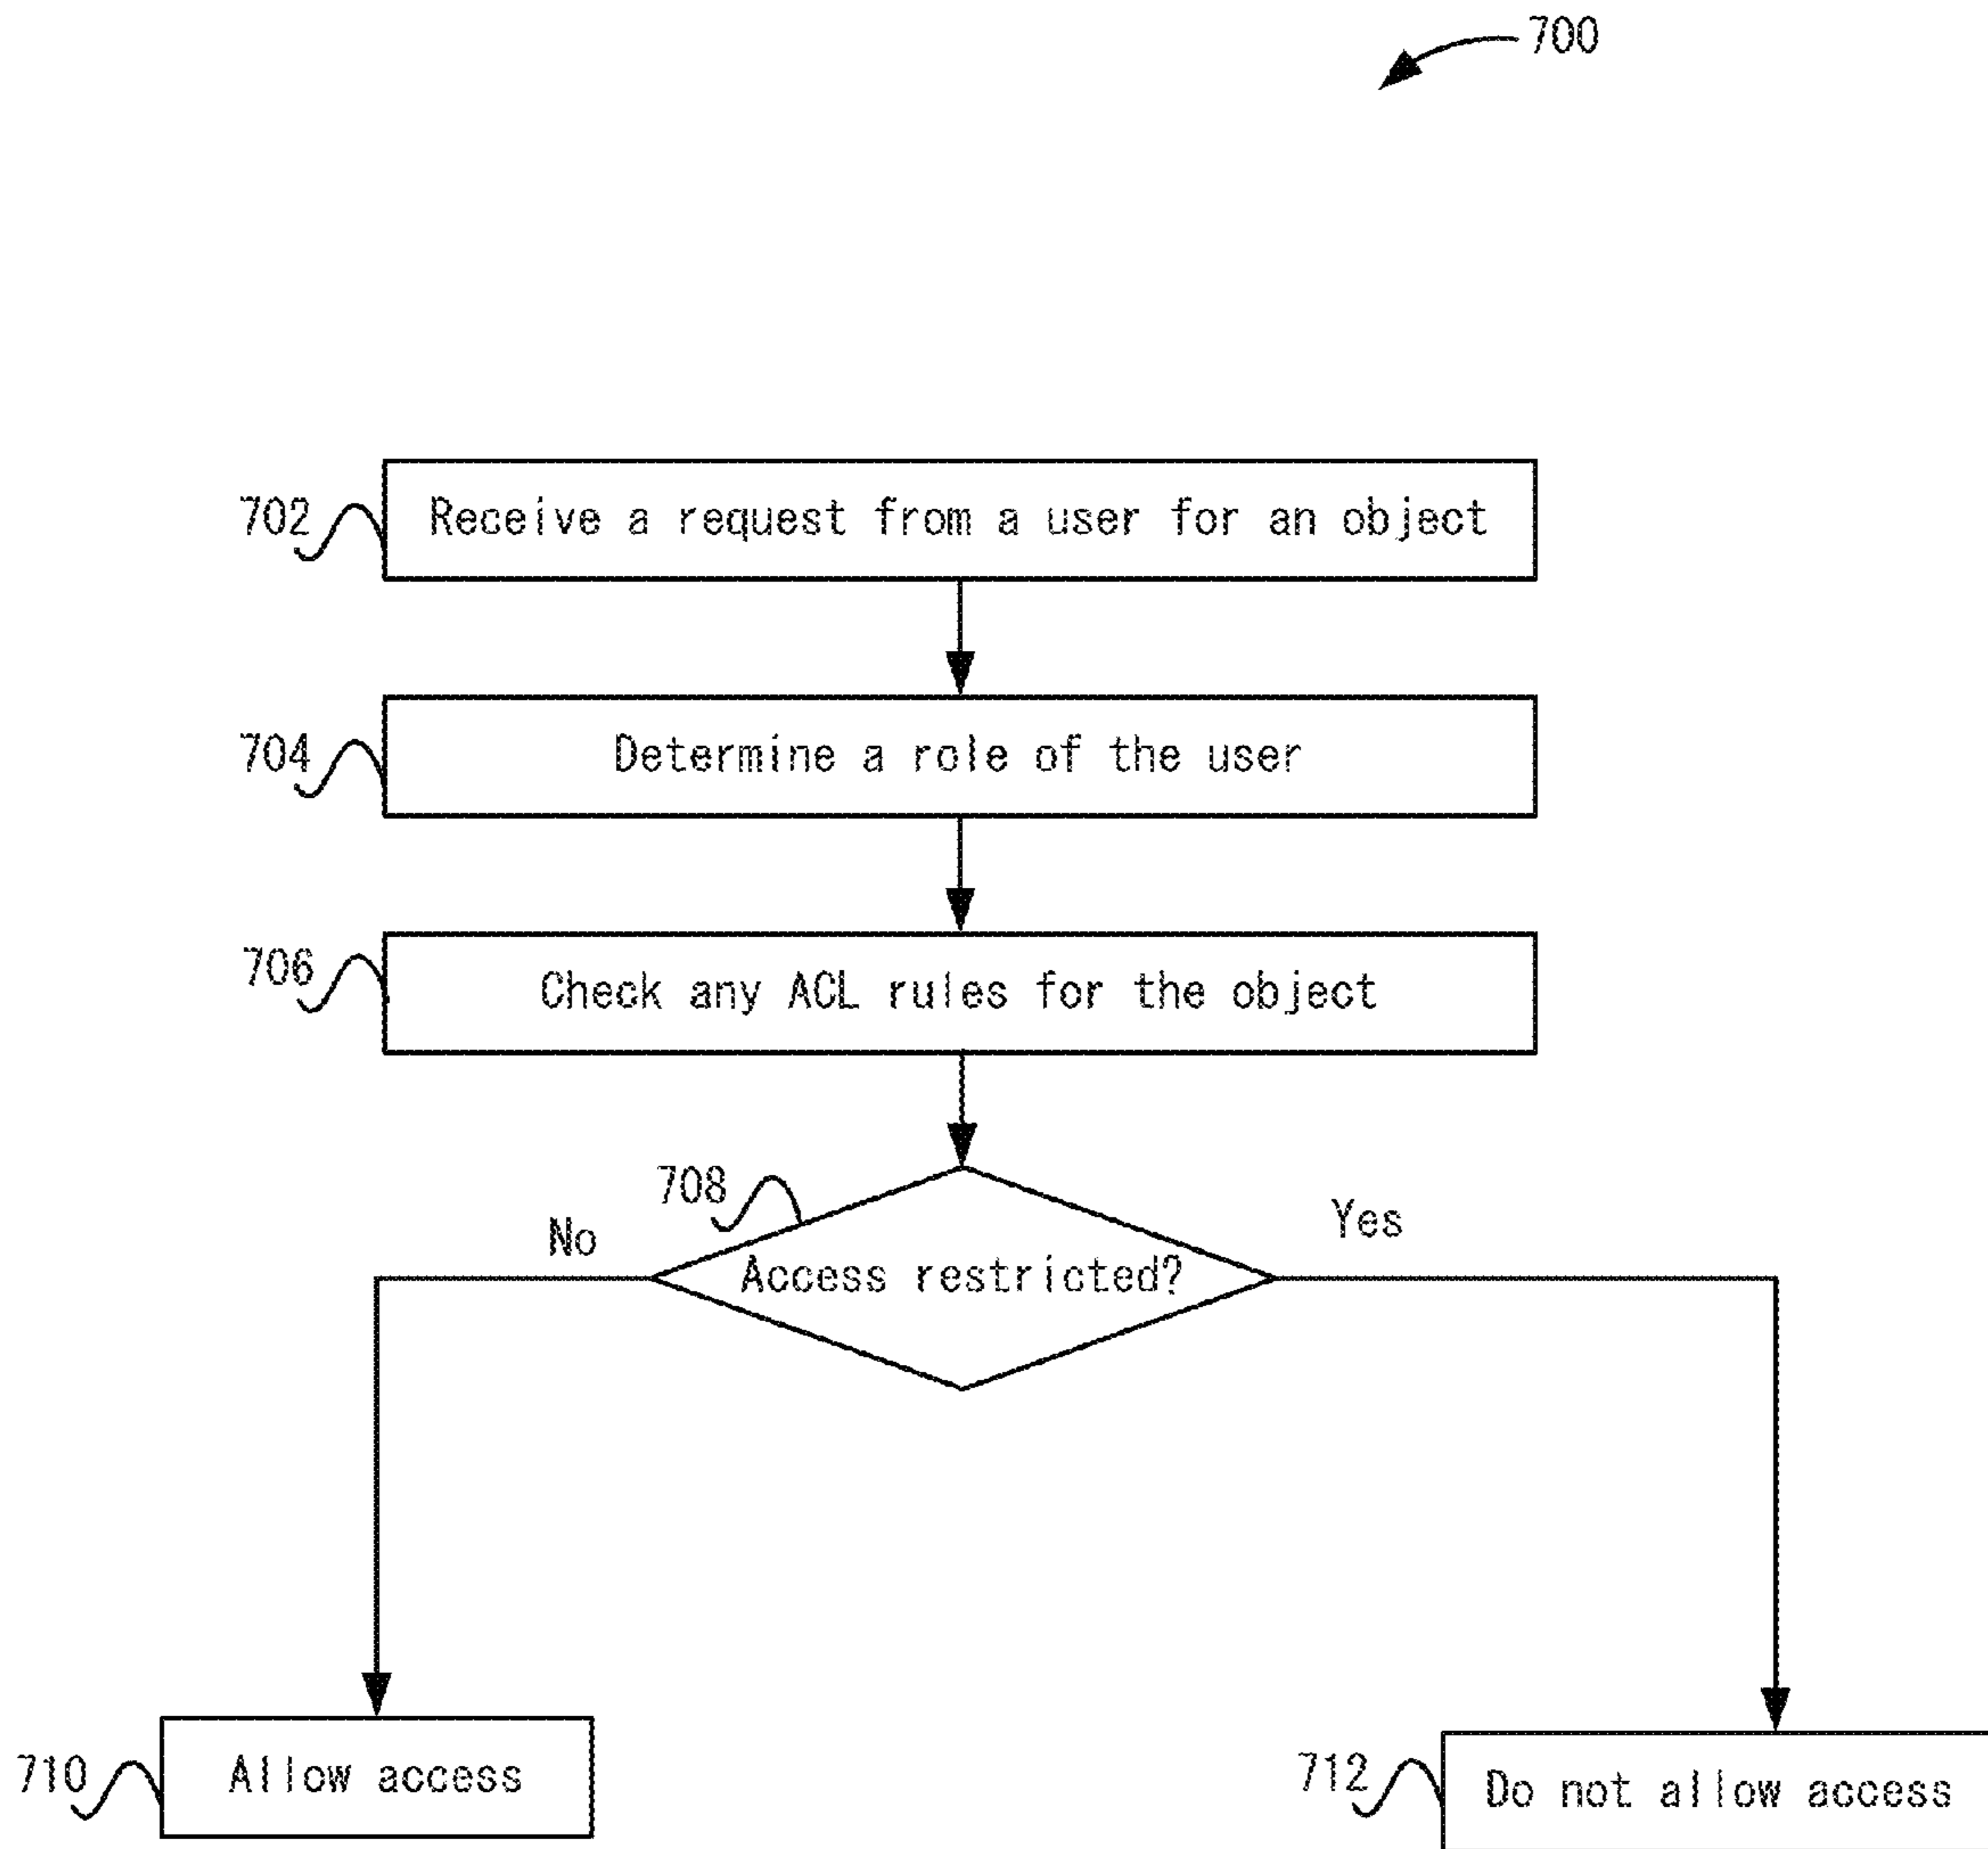 700
702 Receive a request from a user for an object
704 Determine a role of the user
706 Check any ACL rules for the object
708
No
Yes
Access restricted?
710 Allow access
712 Do not allow access